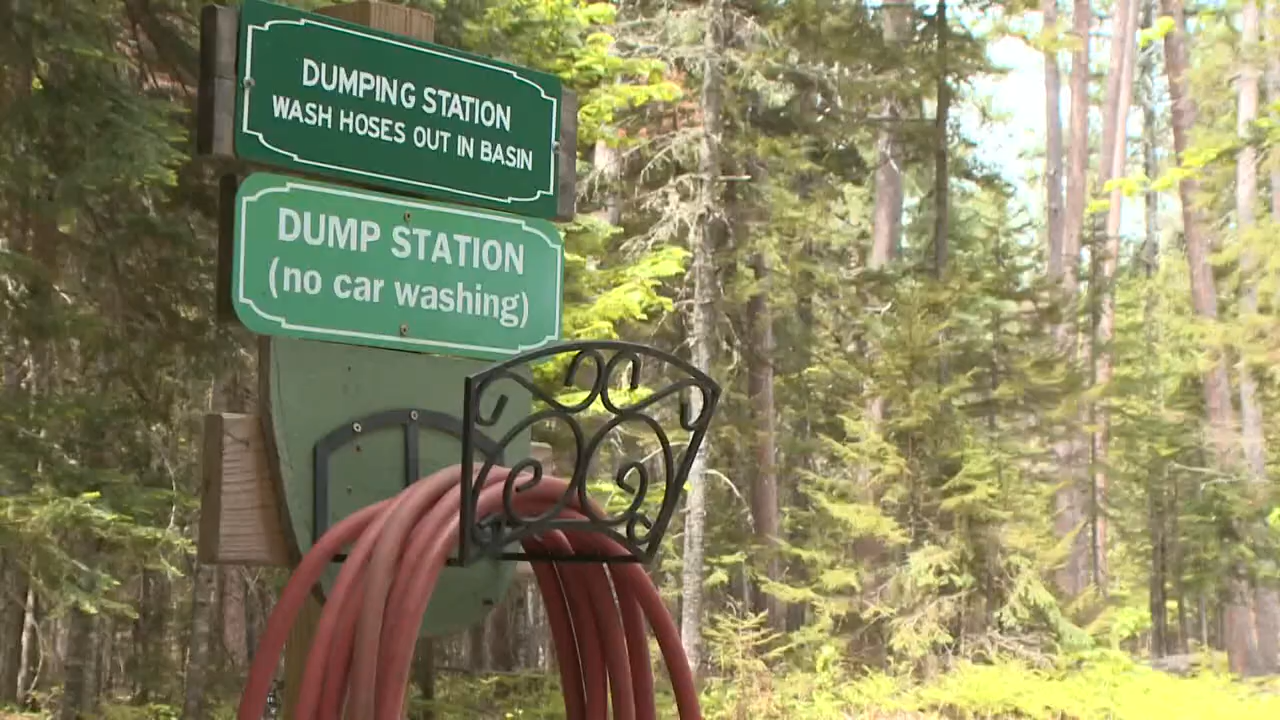 DUMPING STATION
WASH HOSES OUT IN BASIN
DUMP STATION
(no car washing)